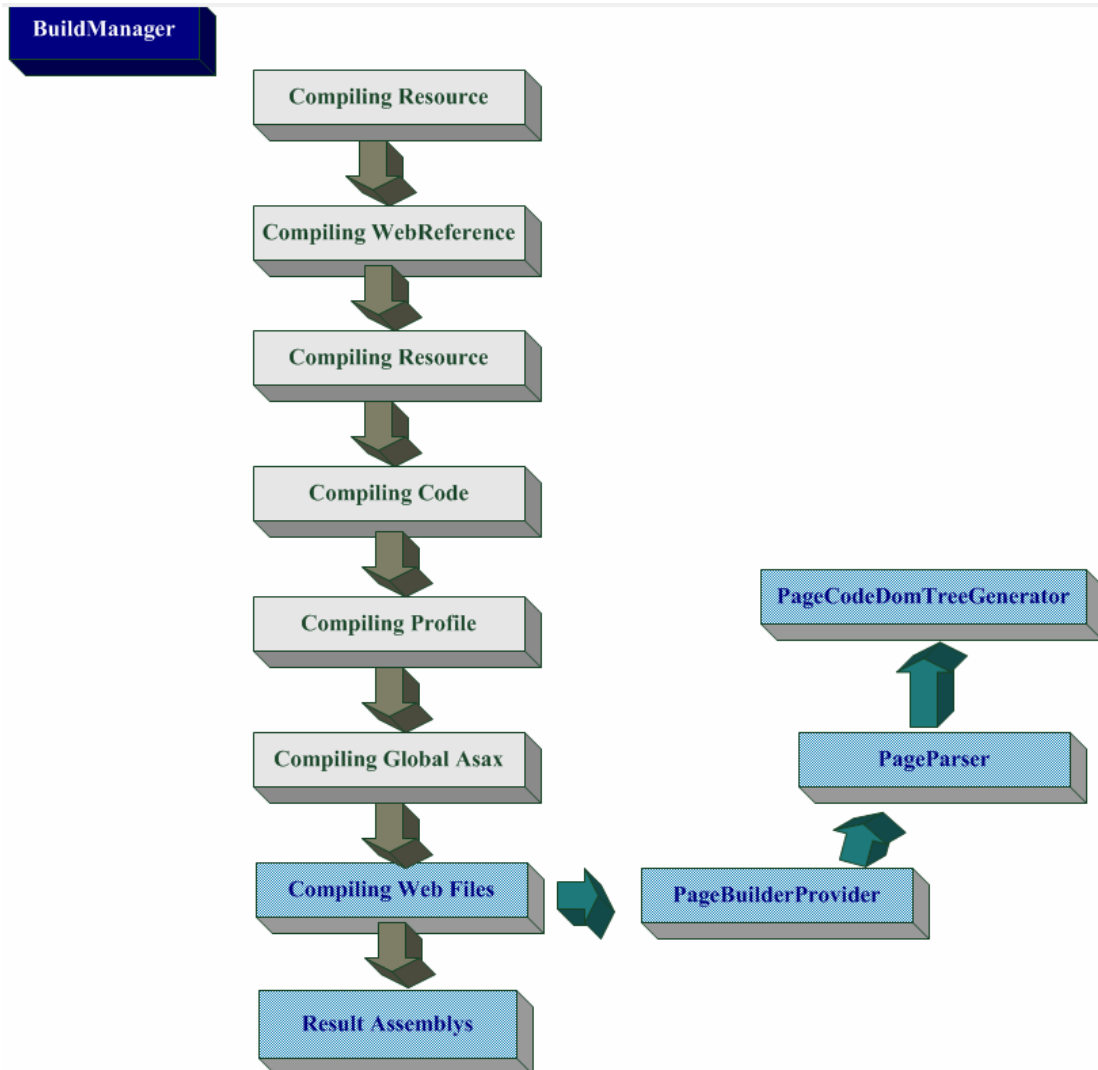 BuildManager
Compiling Resource
Compiling WebReference
Compiling Resource
Compiling Code
Compiling Profile
Compiling Global Asax
Compiling Web Files
Result Assemblys
PageBuilderProvider
PageParser
PageCodeDomTreeGenerator